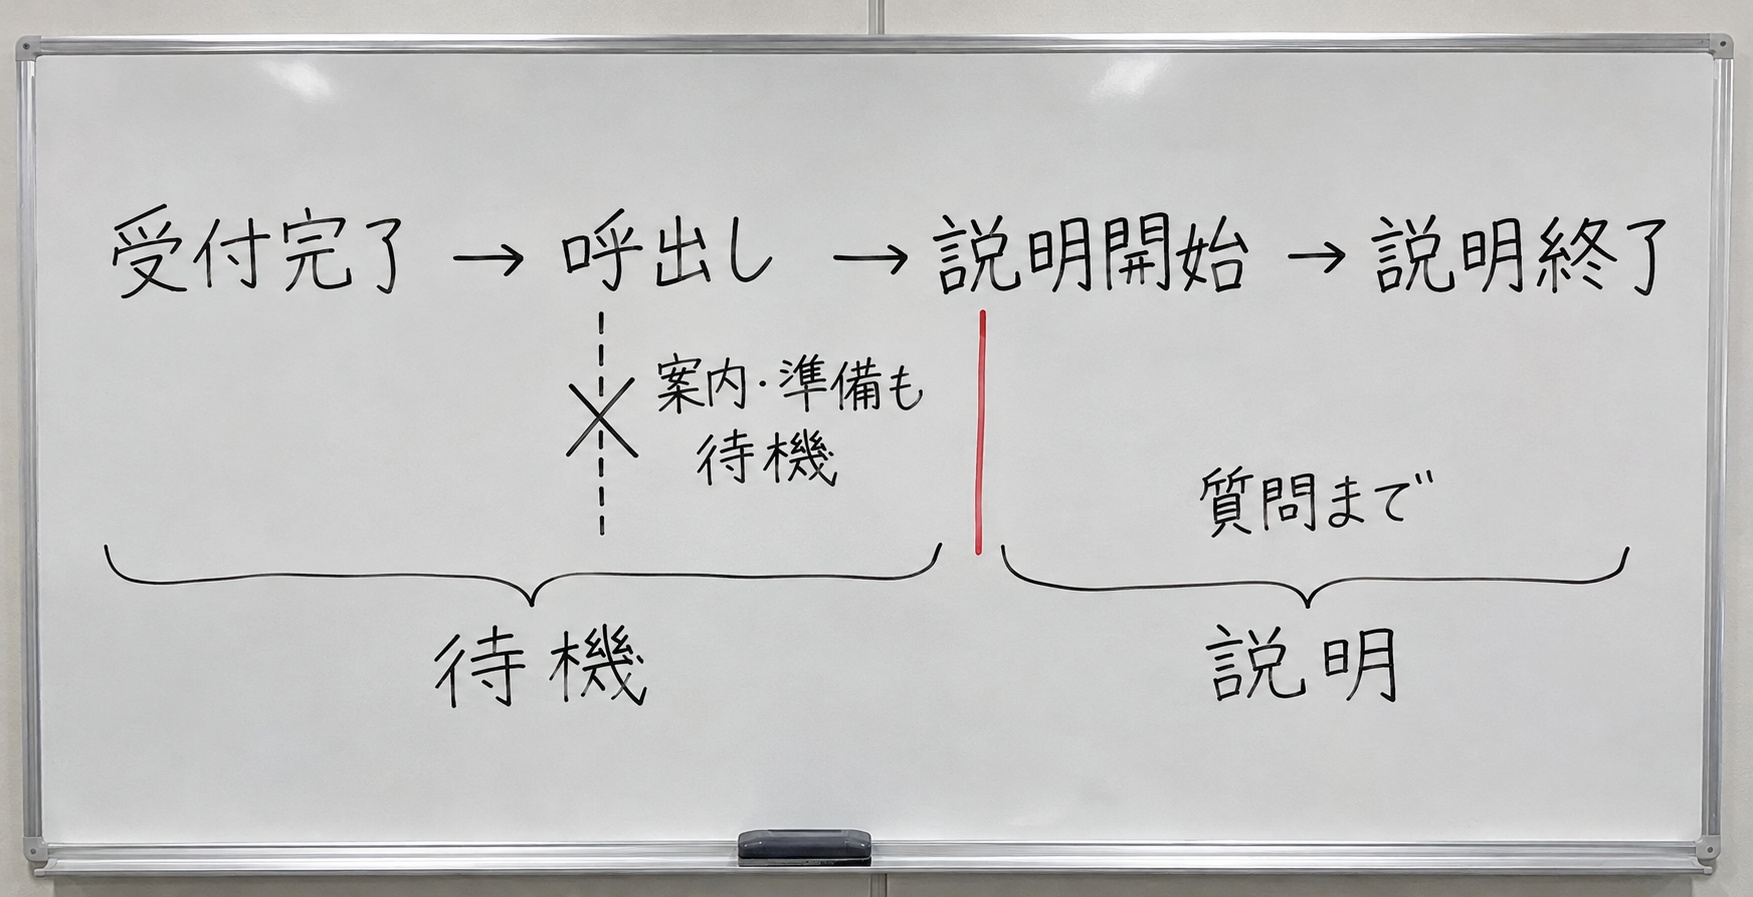 受付完了 → 呼出し → 説明開始 → 説明終了
案内・準備も
待機
質問まで
待機
説明